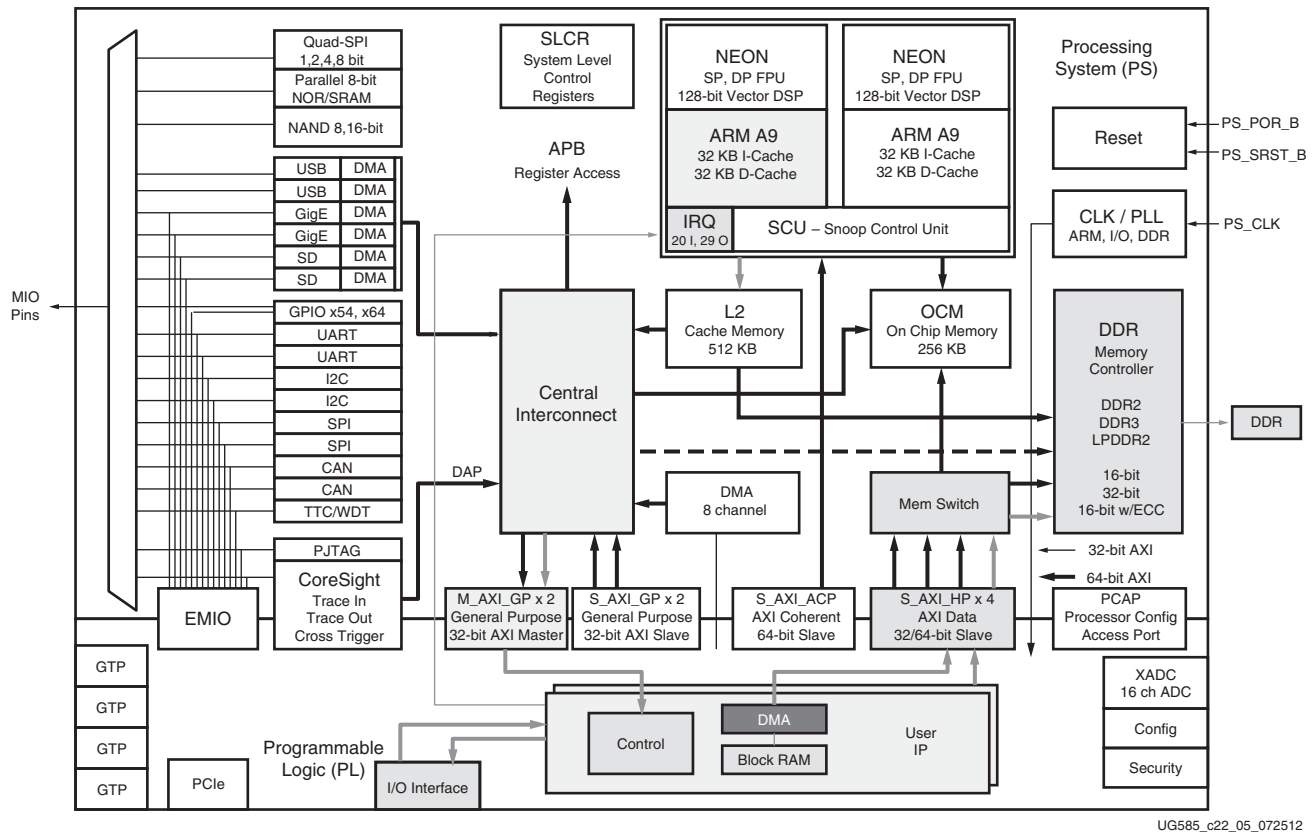 Quad-SPI
1,2,4,8 bit
Parallel 8-bit
NOR/SRAM
NAND 8,16-bit
USB DMA
USB DMA
GigE DMA
GigE DMA
SD DMA
SD DMA
MIO
Pins
GPIO x54, x64
UART
UART
I2C
I2C
SPI
SPI
CAN
CAN
TTC/WDT
PJTAG
CoreSight
Trace In
Trace Out
Cross Trigger
EMIO
SLCR
System Level
Control
Registers
APB
Register Access
Central
Interconnect
DAP
NEON
SP, DP FPU
128-bit Vector DSP
ARM A9
32 KB I-Cache
32 KB D-Cache
NEON
SP, DP FPU
128-bit Vector DSP
ARM A9
32 KB I-Cache
32 KB D-Cache
IRQ
20 I, 29 O
SCU – Snoop Control Unit
L2
Cache Memory
512 KB
OCM
On Chip Memory
256 KB
DMA
8 channel
Mem Switch
Processing
System (PS)
Reset
PS_POR_B
PS_SRST_B
CLK / PLL
ARM, I/O, DDR
PS_CLK
DDR
Memory
Controller
DDR2
DDR3
LPDDR2
16-bit
32-bit
16-bit w/ECC
DDR
32-bit AXI
64-bit AXI
M_AXI_GP x 2
General Purpose
32-bit AXI Master
S_AXI_GP x 2
General Purpose
32-bit AXI Slave
S_AXI_ACP
AXI Coherent
64-bit Slave
S_AXI_HP x 4
AXI Data
32/64-bit Slave
PCAP
Processor Config
Access Port
GTP
GTP
GTP
GTP
PCIe
Programmable
Logic (PL)
I/O Interface
Control
DMA
Block RAM
User
IP
XADC
16 ch ADC
Config
Security
UG585_c22_05_072512